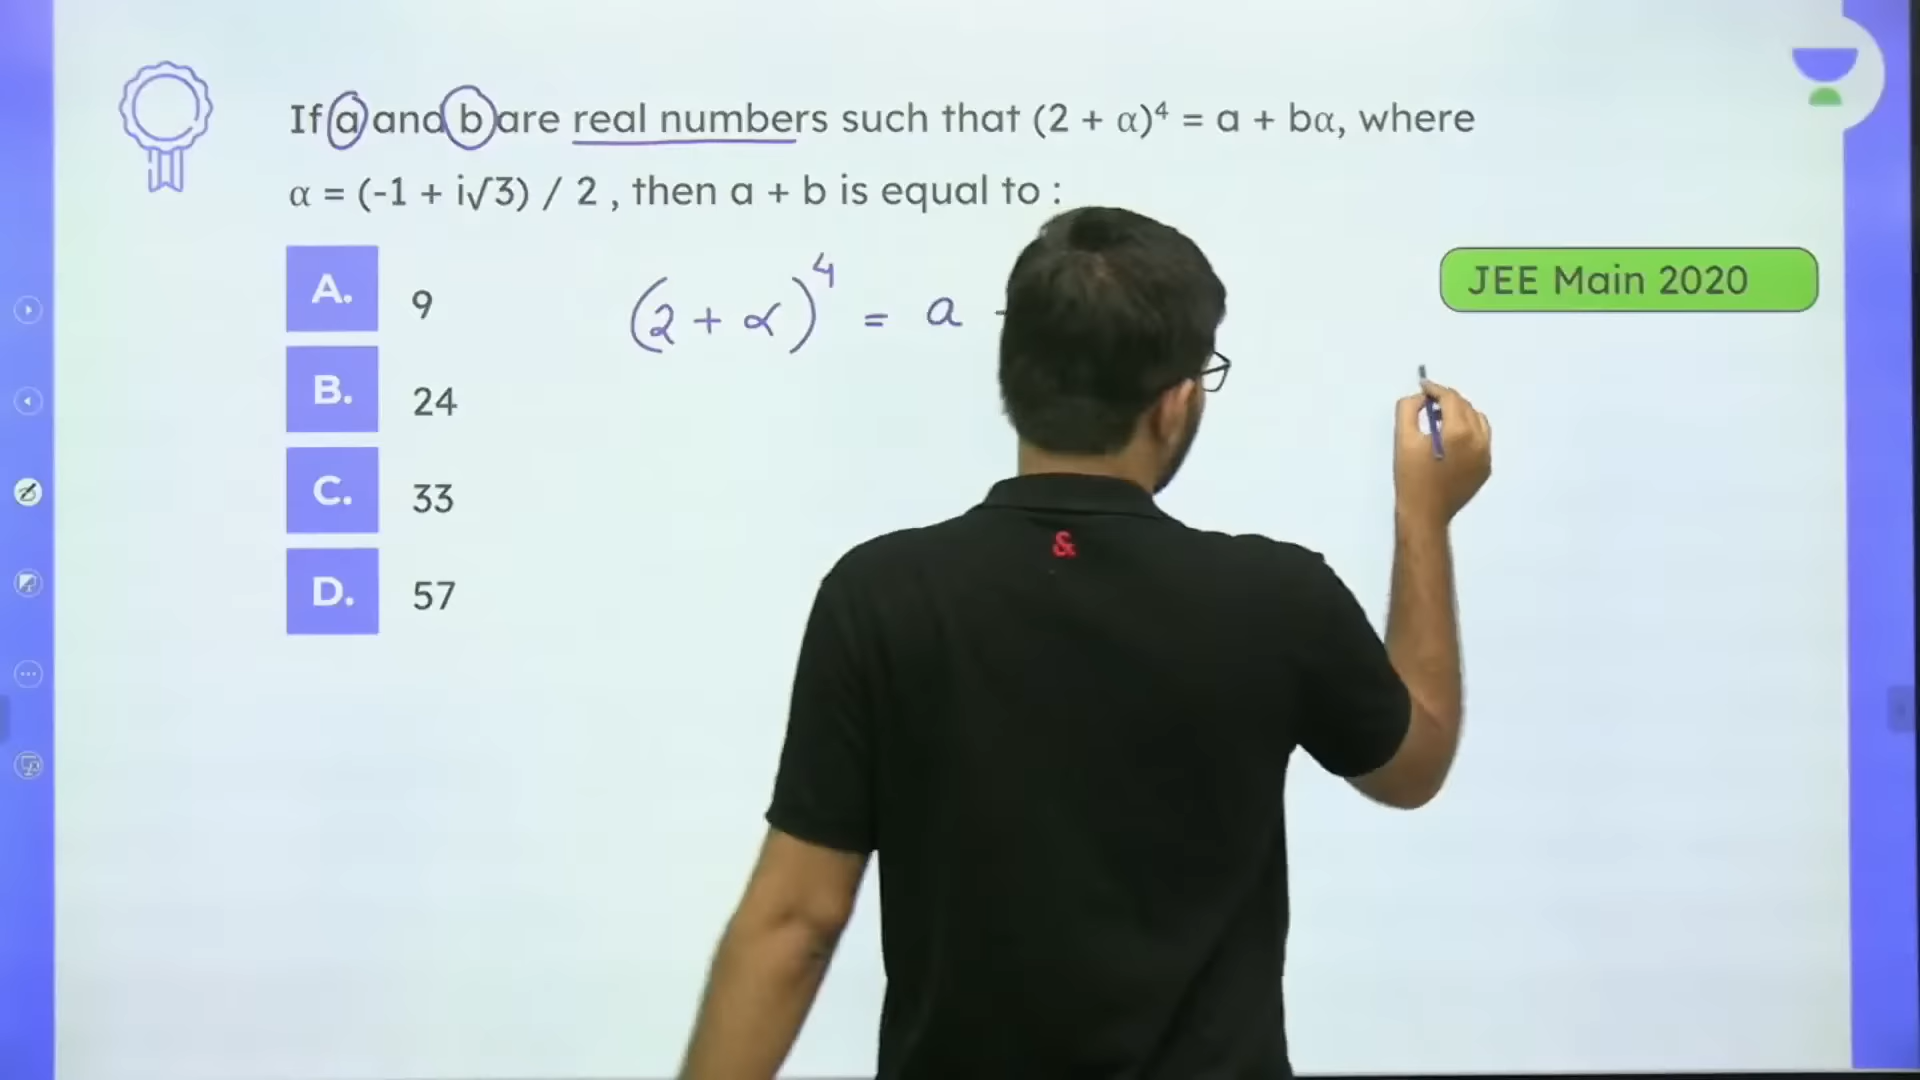 If a and b are real numbers such that (2 + α)⁴ = a + bα, where
α = (-1 + i√3) / 2 , then a + b is equal to :
JEE Main 2020
A. 9
(2 + α)⁴ = a
B. 24
C. 33
D. 57
&